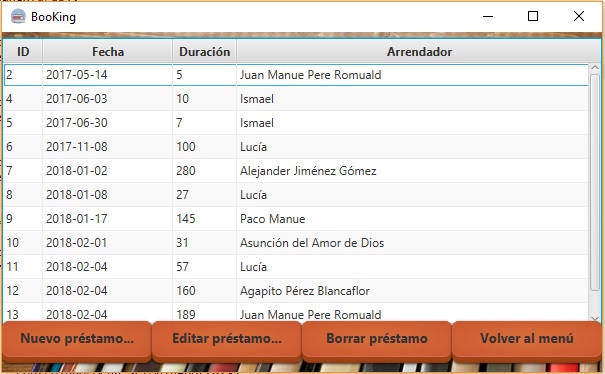 BooKing
ID Fecha Duración Arrendador
2 2017-05-14 5 Juan Manue Pere Romuald
4 2017-06-03 10 Ismael
5 2017-06-30 7 Ismael
6 2017-11-08 100 Lucía
7 2018-01-02 280 Alejander Jiménez Gómez
8 2018-01-08 27 Lucía
9 2018-01-17 145 Paco Manue
10 2018-02-01 31 Asunción del Amor de Dios
11 2018-02-04 57 Lucía
12 2018-02-04 160 Agapito Pérez Blancaflor
13 2018-02-04 189 Juan Manue Pere Romuald
Nuevo préstamo... Editar préstamo... Borrar préstamo Volver al menú